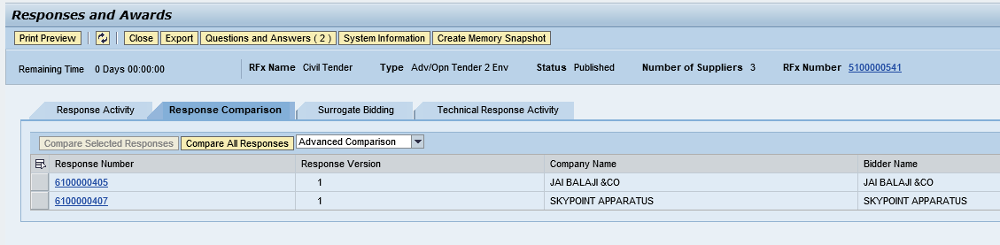 Responses and Awards
Print Preview Close Export Questions and Answers ( 2 ) System Information Create Memory Snapshot
Remaining Time 0 Days 00:00:00 RFx Name Civil Tender Type Adv/Opn Tender 2 Env Status Published Number of Suppliers 3 RFx Number 5100000541
Response Activity Response Comparison Surrogate Bidding Technical Response Activity
Compare Selected Responses Compare All Responses Advanced Comparison
Response Number Response Version Company Name Bidder Name
6100000405 1 JAI BALAJI &CO JAI BALAJI &CO
6100000407 1 SKYPOINT APPARATUS SKYPOINT APPARATUS